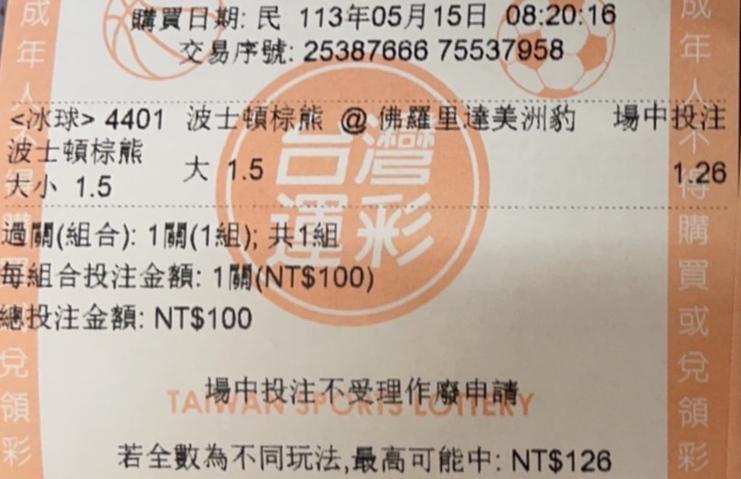 購買日期: 民 113年05月15日 08:20:16
交易序號: 25387666 75537958
<冰球> 4401 波士頓棕熊 @ 佛羅里達美洲豹 場中投注
波士頓棕熊
大小 1.5 大 1.5 1.26
過關(組合): 1關(1組); 共1組
每組合投注金額: 1關(NT$100)
總投注金額: NT$100
場中投注不受理作廢申請
TAIWAN SPORTS LOTTERY
若全數為不同玩法,最高可能中: NT$126
台灣
運彩
成年人
購買
或兌領彩
成年人不得購買或兌領彩